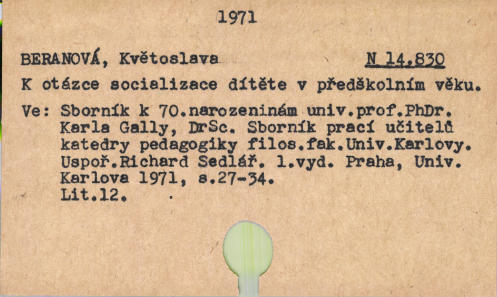 1971
BERANOVÁ, Květoslava N 14.830
K otázce socializace dítěte v předškolním věku.
Ve: Sborník k 70.narozeninám univ.prof.PhDr.
Karla Gally, DrSc. Sborník prací učitelů
katedry pedagogiky filos.fak.Univ.Karlovy.
Uspoř.Richard Sedlář. 1.vyd. Praha, Univ.
Karlova 1971, s.27-34.
Lit.12.